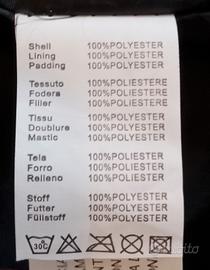 Shell 100%POLYESTER
Lining 100%POLYESTER
Padding 100%POLYESTER
Tessuto 100%POLIESTERE
Fodera 100%POLIESTERE
Filler 100%POLIESTERE
Tissu 100%POLYESTER
Doublure 100%POLYESTER
Mastic 100%POLYESTER
Tela 100%POLIESTER
Forro 100%POLIESTER
Relleno 100%POLIESTER
Stoff 100%POLYESTER
Futter 100%POLYESTER
Füllstoff 100%POLYESTER
30C